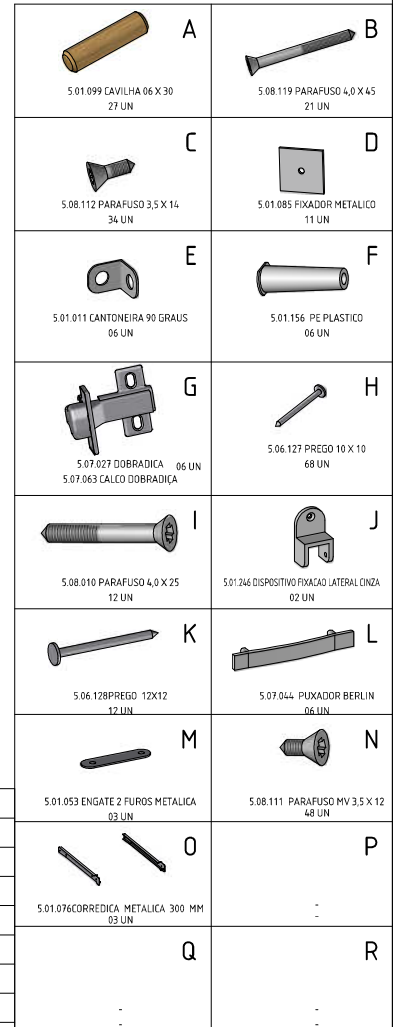 A
5.01.099 CAVILHA 06 X 30
27 UN
B
5.08.119 PARAFUSO 4,0 X 45
21 UN
C
5.08.112 PARAFUSO 3,5 X 14
34 UN
D
5.01.085 FIXADOR METALICO
11 UN
E
5.01.011 CANTONEIRA 90 GRAUS
06 UN
F
5.01.156 PE PLASTICO
06 UN
G
5.07.027 DOBRADICA 06 UN
5.07.063 CALCO DOBRADIÇA
H
5.06.127 PREGO 10 X 10
68 UN
I
5.08.010 PARAFUSO 4,0 X 25
12 UN
J
5.01.246 DISPOSITIVO FIXACAO LATERAL CINZA
02 UN
K
5.06.128PREGO 12X12
12 UN
L
5.07.044 PUXADOR BERLIN
06 UN
M
5.01.053 ENGATE 2 FUROS METALICA
03 UN
N
5.08.111 PARAFUSO MV 3,5 X 12
48 UN
O
5.01.076CORREDICA METALICA 300 MM
03 UN
P
-
-
Q
-
-
R
-
-